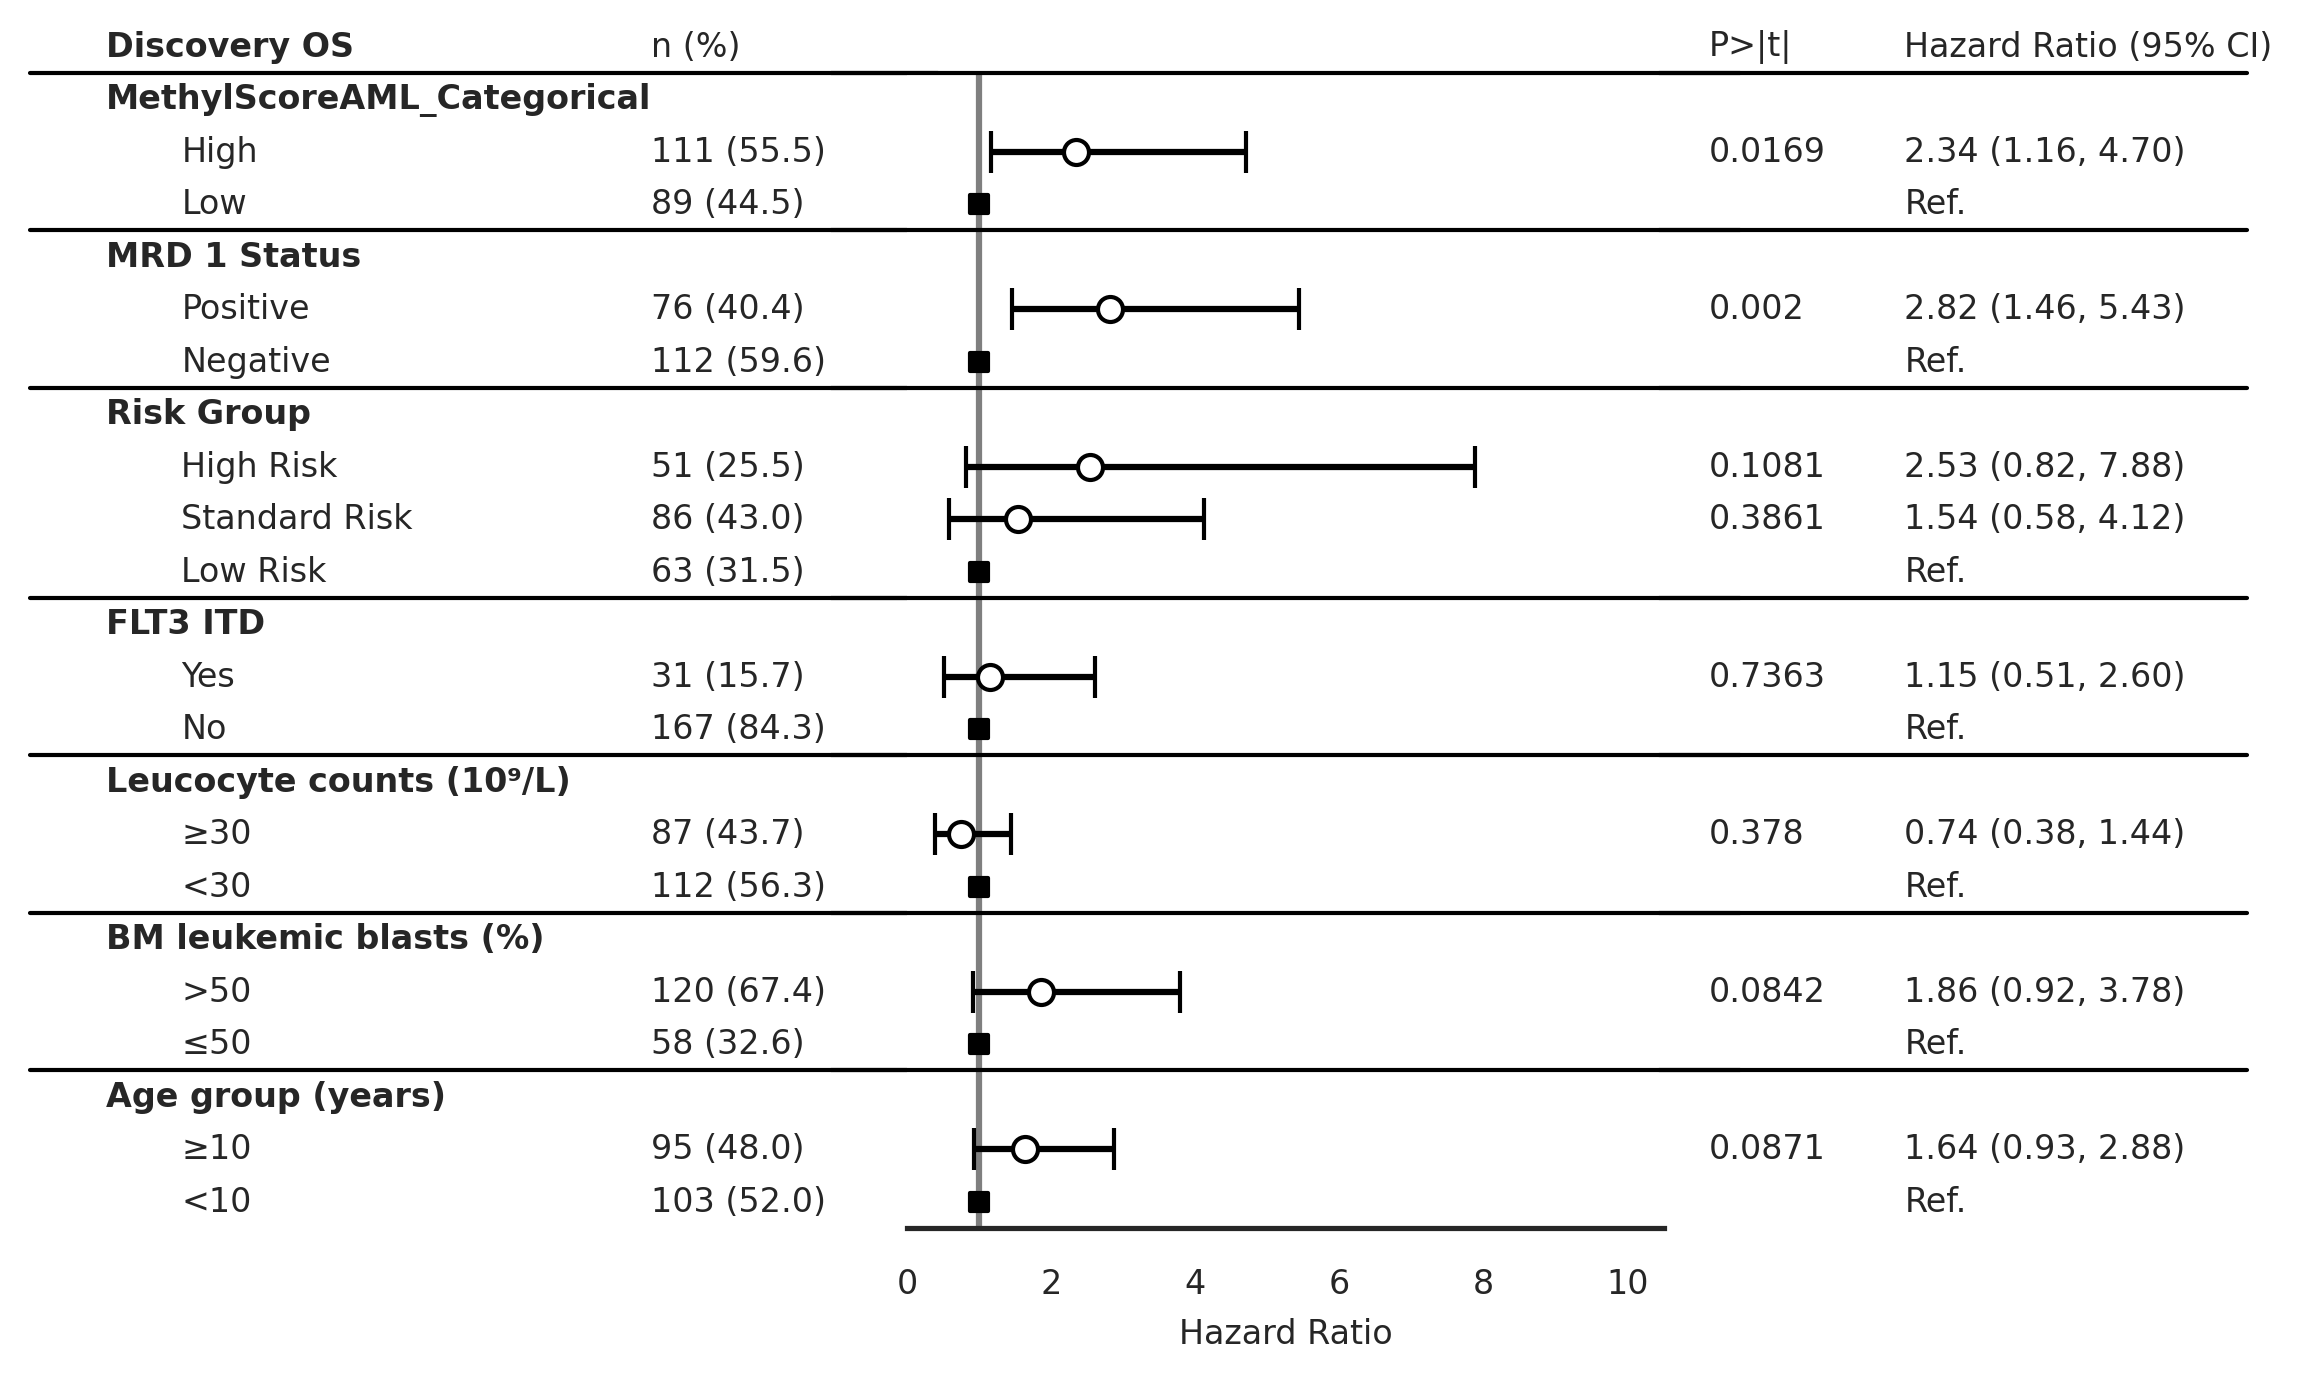 Discovery OS n (%) P>|t| Hazard Ratio (95% CI)
MethylScoreAML_Categorical
High 111 (55.5) 0.0169 2.34 (1.16, 4.70)
Low 89 (44.5) Ref.
MRD 1 Status
Positive 76 (40.4) 0.002 2.82 (1.46, 5.43)
Negative 112 (59.6) Ref.
Risk Group
High Risk 51 (25.5) 0.1081 2.53 (0.82, 7.88)
Standard Risk 86 (43.0) 0.3861 1.54 (0.58, 4.12)
Low Risk 63 (31.5) Ref.
FLT3 ITD
Yes 31 (15.7) 0.7363 1.15 (0.51, 2.60)
No 167 (84.3) Ref.
Leucocyte counts (10⁹/L)
≥30 87 (43.7) 0.378 0.74 (0.38, 1.44)
<30 112 (56.3) Ref.
BM leukemic blasts (%)
>50 120 (67.4) 0.0842 1.86 (0.92, 3.78)
≤50 58 (32.6) Ref.
Age group (years)
≥10 95 (48.0) 0.0871 1.64 (0.93, 2.88)
<10 103 (52.0) Ref.
0 2 4 6 8 10
Hazard Ratio